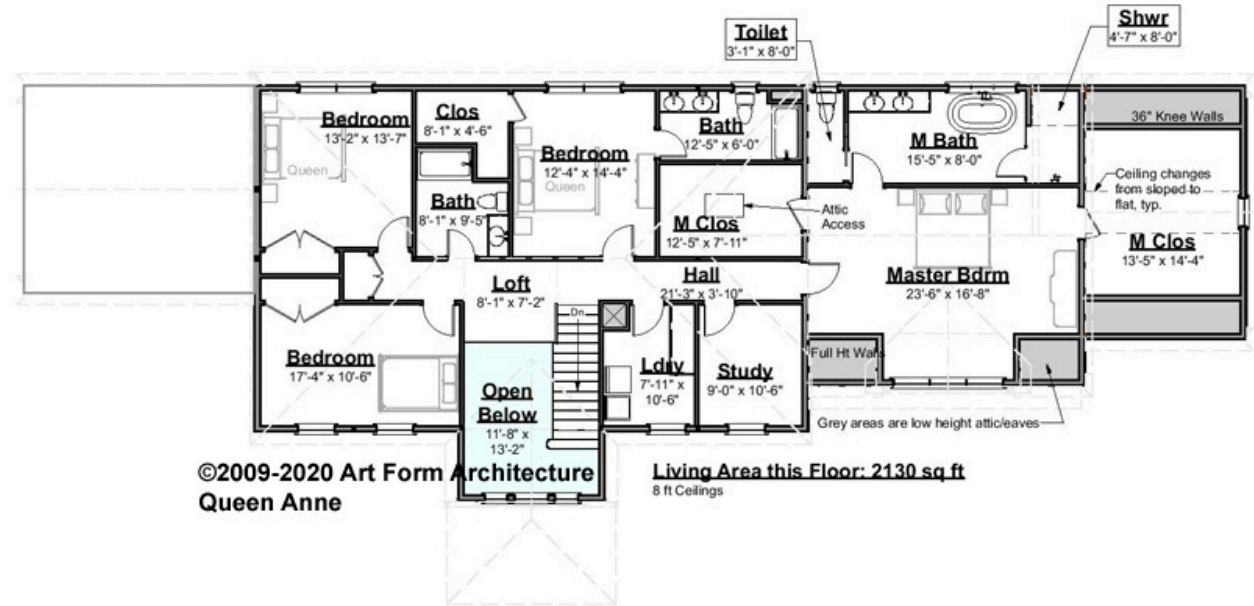 Toilet
3'-1" x 8'-0"
Shwr
4'-7" x 8'-0"
Bedroom
13'-2" x 13'-7"
Queen
Clos
8'-1" x 4'-6"
Bedroom
12'-4" x 14'-4"
Queen
Bath
12'-5" x 6'-0"
M Bath
15'-5" x 8'-0"
36" Knee Walls
Ceiling changes
from sloped to
flat, typ.
Bath
8'-1" x 9'-5"
M Clos
12'-5" x 7'-11"
Attic
Access
M Clos
13'-5" x 14'-4"
Loft
8'-1" x 7'-2"
Hall
21'-3" x 3'-10"
Master Bdrm
23'-6" x 16'-8"
Dn
Bedroom
17'-4" x 10'-6"
Open
Below
11'-8" x
13'-2"
Ldry
7'-11" x
10'-6"
Study
9'-0" x 10'-6"
Full Ht Walls
Grey areas are low height attic/eaves
©2009-2020 Art Form Architecture
Queen Anne
Living Area this Floor: 2130 sq ft
8 ft Ceilings